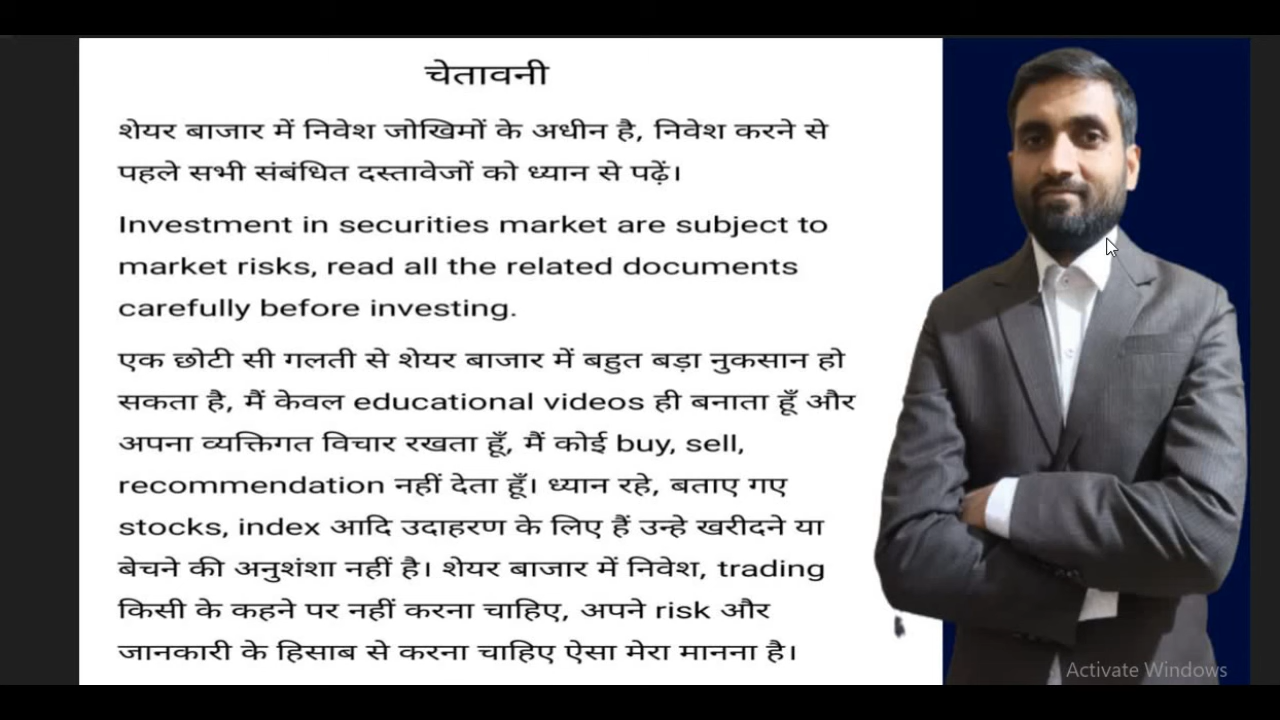 चेतावनी
शेयर बाजार में निवेश जोखिमों के अधीन है, निवेश करने से
पहले सभी संबंधित दस्तावेजों को ध्यान से पढ़ें।
Investment in securities market are subject to
market risks, read all the related documents
carefully before investing.
एक छोटी सी गलती से शेयर बाजार में बहुत बड़ा नुकसान हो
सकता है, मैं केवल educational videos ही बनाता हूँ और
अपना व्यक्तिगत विचार रखता हूँ, मैं कोई buy, sell,
recommendation नहीं देता हूँ। ध्यान रहे, बताए गए
stocks, index आदि उदाहरण के लिए हैं उन्हे खरीदने या
बेचने की अनुशंशा नहीं है। शेयर बाजार में निवेश, trading
किसी के कहने पर नहीं करना चाहिए, अपने risk और
जानकारी के हिसाब से करना चाहिए ऐसा मेरा मानना है।
Activate Windows